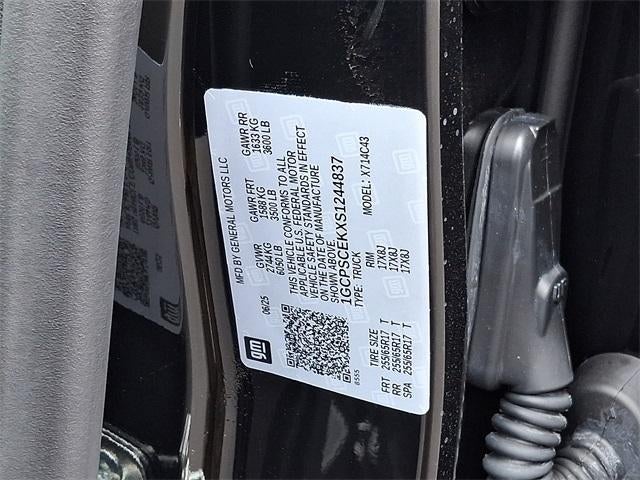 gm
MFD BY GENERAL MOTORS LLC
06/25
GVWR GAWR FRT GAWR RR
2744KG 1588 KG 1633 KG
6050 LB 3500 LB 3600 LB
THIS VEHICLE CONFORMS TO ALL
APPLICABLE U.S. FEDERAL MOTOR
VEHICLE SAFETY STANDARDS IN EFFECT
ON THE DATE OF MANUFACTURE
SHOWN ABOVE.
1GCPSCEKXS1244837
TYPE: TRUCK MODEL: X714C43
B555
TIRE SIZE RIM
FRT 255/65R17 T 17X8J
RR 255/65R17 T 17X8J
SPA 255/65R17 T 17X8J